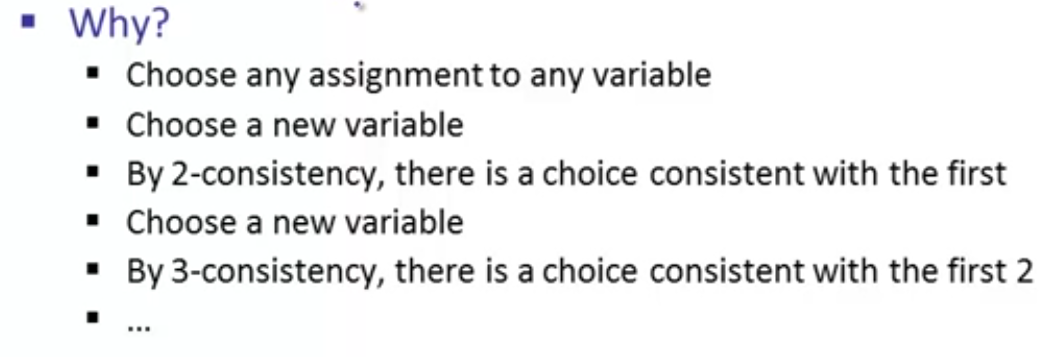 Why?
Choose any assignment to any variable
Choose a new variable
By 2-consistency, there is a choice consistent with the first
Choose a new variable
By 3-consistency, there is a choice consistent with the first 2
...